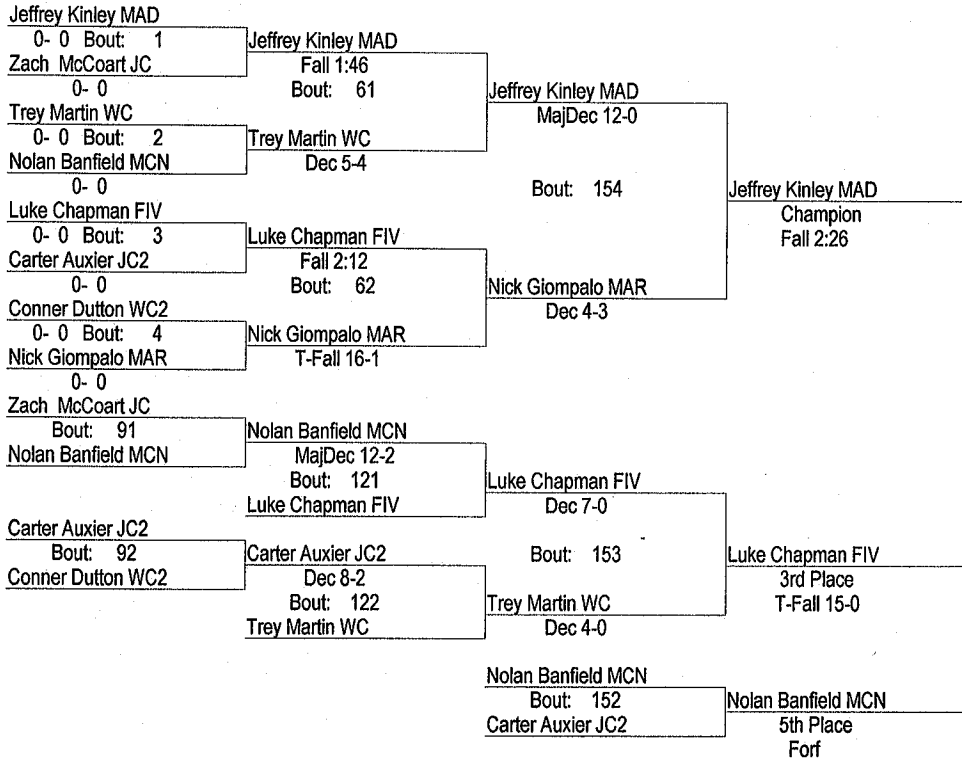 Jeffrey Kinley MAD
0- 0 Bout: 1
Zach McCoart JC
0- 0
Trey Martin WC
0- 0 Bout: 2
Nolan Banfield MCN
0- 0
Luke Chapman FIV
0- 0 Bout: 3
Carter Auxier JC2
0- 0
Conner Dutton WC2
0- 0 Bout: 4
Nick Giompalo MAR
0- 0
Jeffrey Kinley MAD
Fall 1:46
Bout: 61
Trey Martin WC
Dec 5-4
Luke Chapman FIV
Fall 2:12
Bout: 62
Nick Giompalo MAR
T-Fall 16-1
Jeffrey Kinley MAD
MajDec 12-0
Bout: 154
Nick Giompalo MAR
Dec 4-3
Jeffrey Kinley MAD
Champion
Fall 2:26
Zach McCoart JC
Bout: 91
Nolan Banfield MCN
Carter Auxier JC2
Bout: 92
Conner Dutton WC2
Nolan Banfield MCN
MajDec 12-2
Bout: 121
Luke Chapman FIV
Carter Auxier JC2
Dec 8-2
Bout: 122
Trey Martin WC
Luke Chapman FIV
Dec 7-0
Bout: 153
Trey Martin WC
Dec 4-0
Luke Chapman FIV
3rd Place
T-Fall 15-0
Nolan Banfield MCN
Bout: 152
Carter Auxier JC2
Nolan Banfield MCN
5th Place
Forf